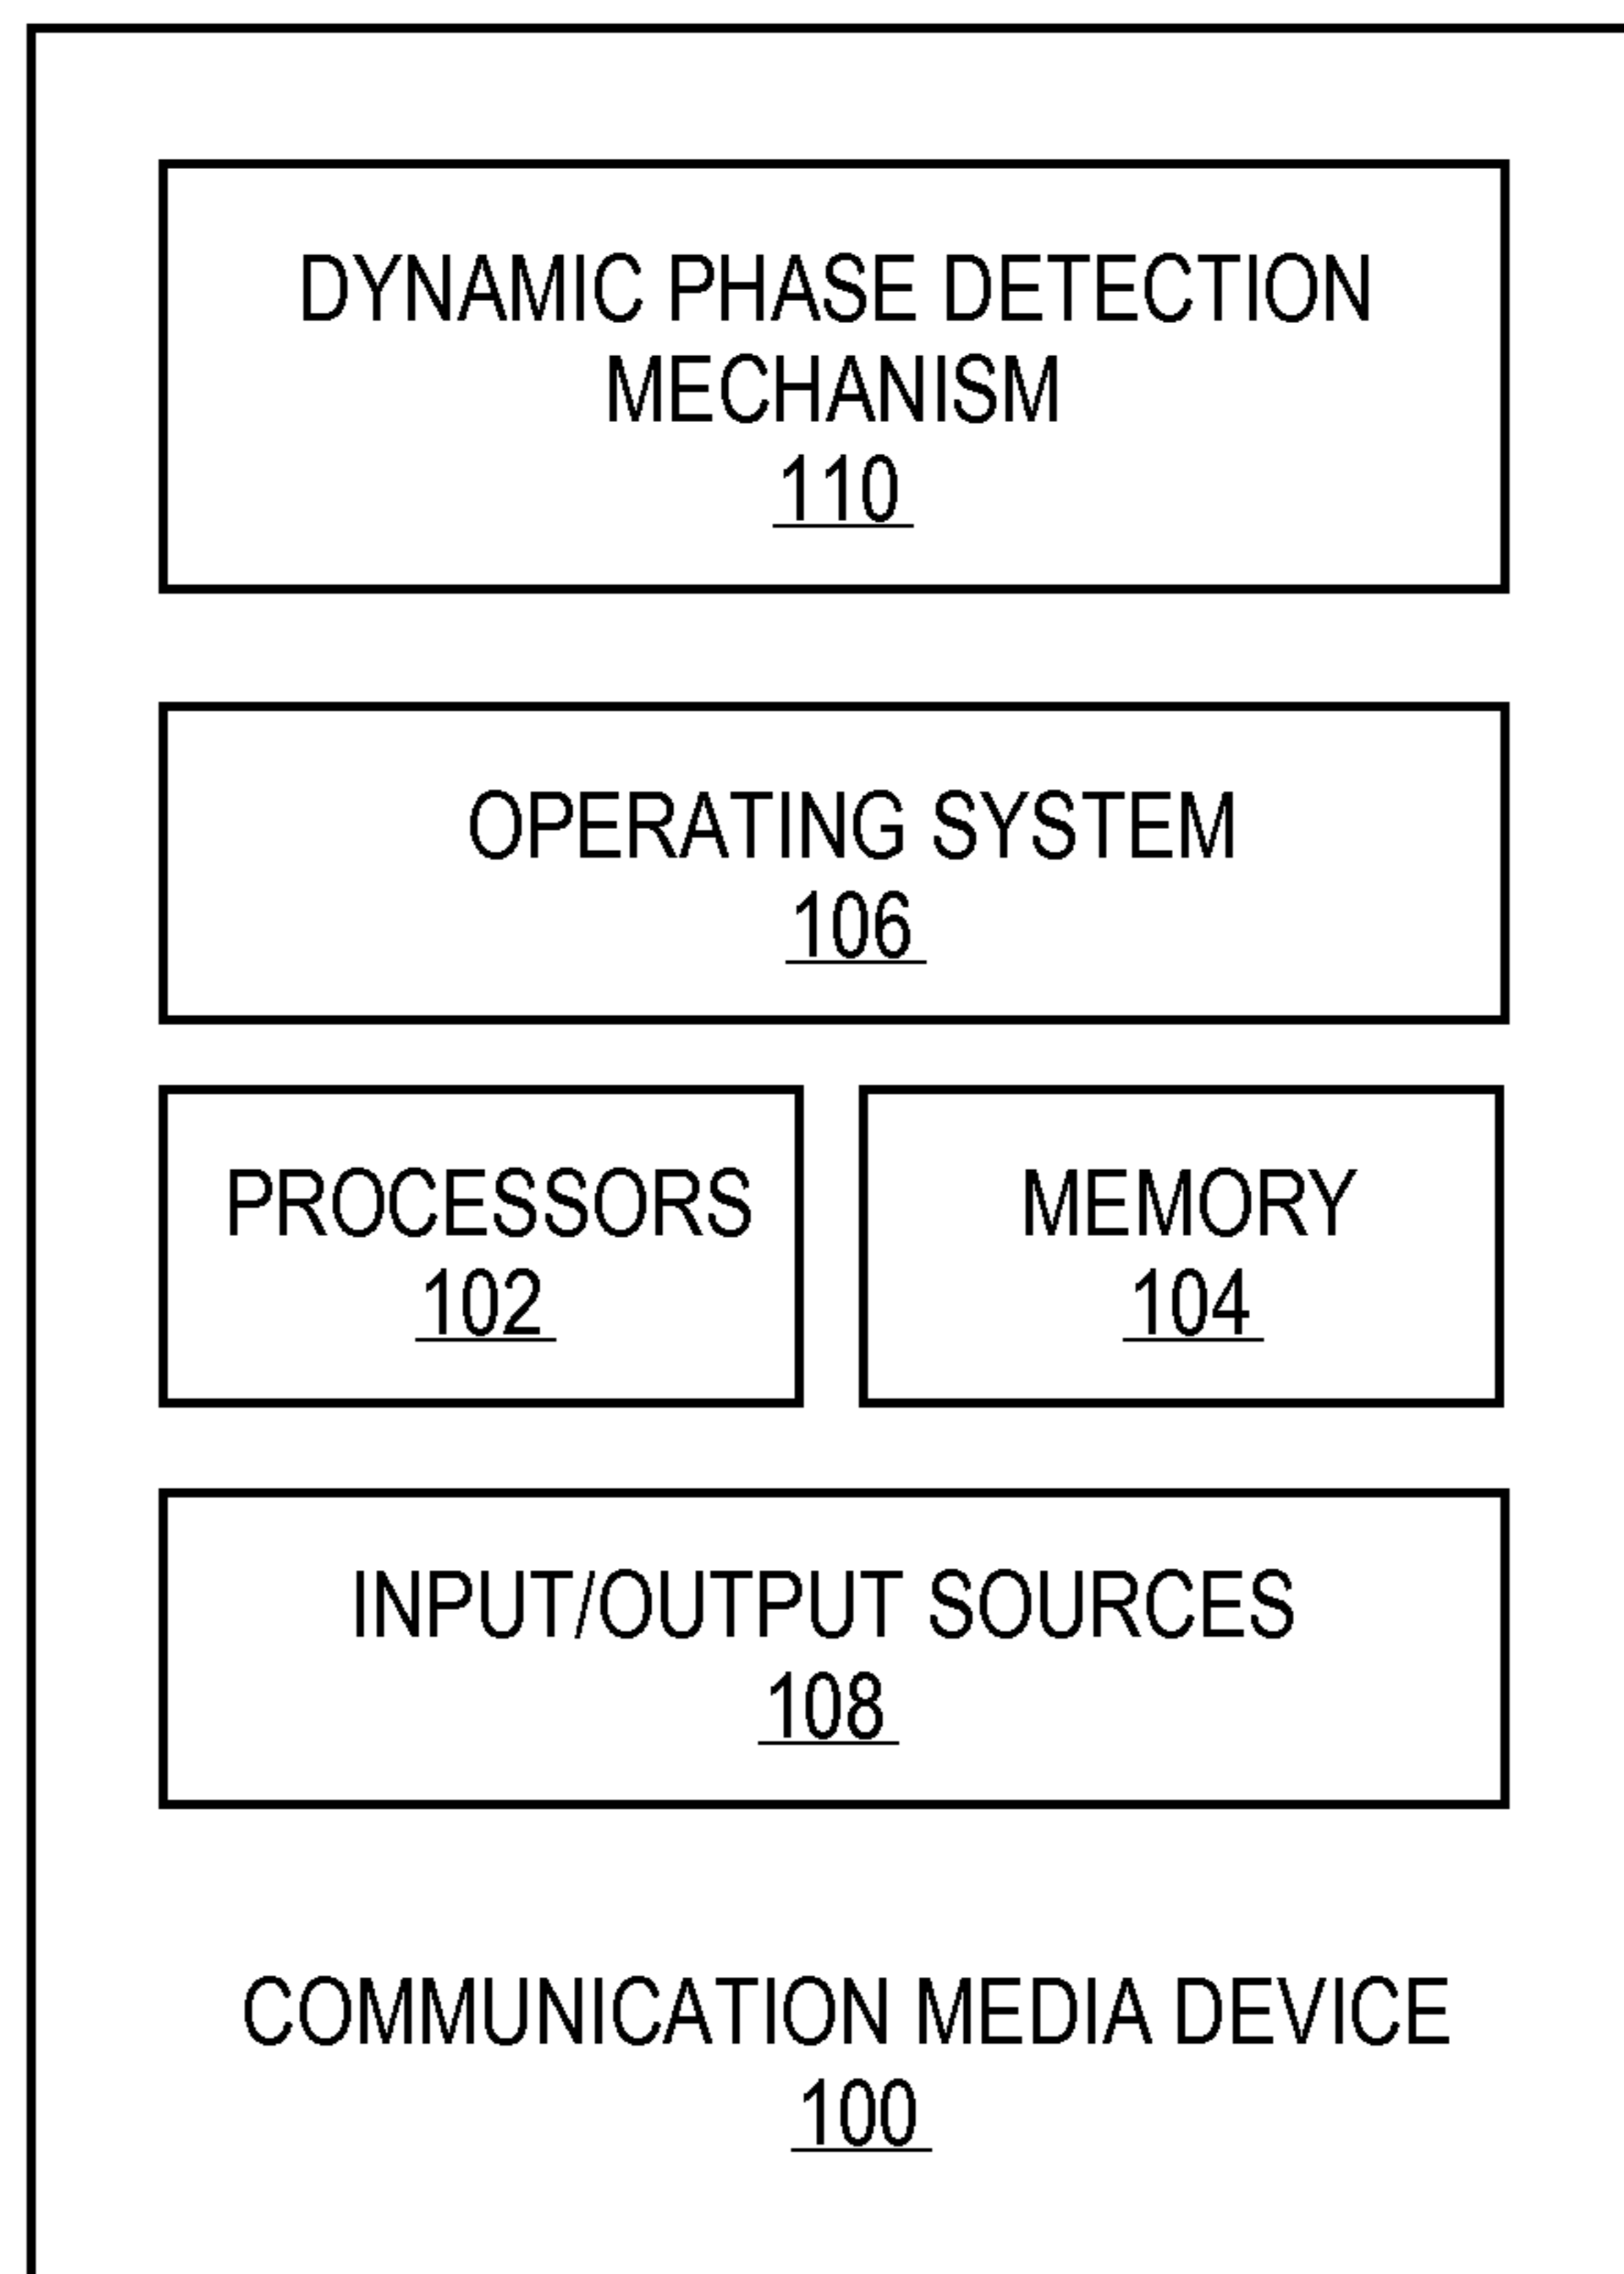 DYNAMIC PHASE DETECTION
MECHANISM
110
OPERATING SYSTEM
106
PROCESSORS
102
MEMORY
104
INPUT/OUTPUT SOURCES
108
COMMUNICATION MEDIA DEVICE
100